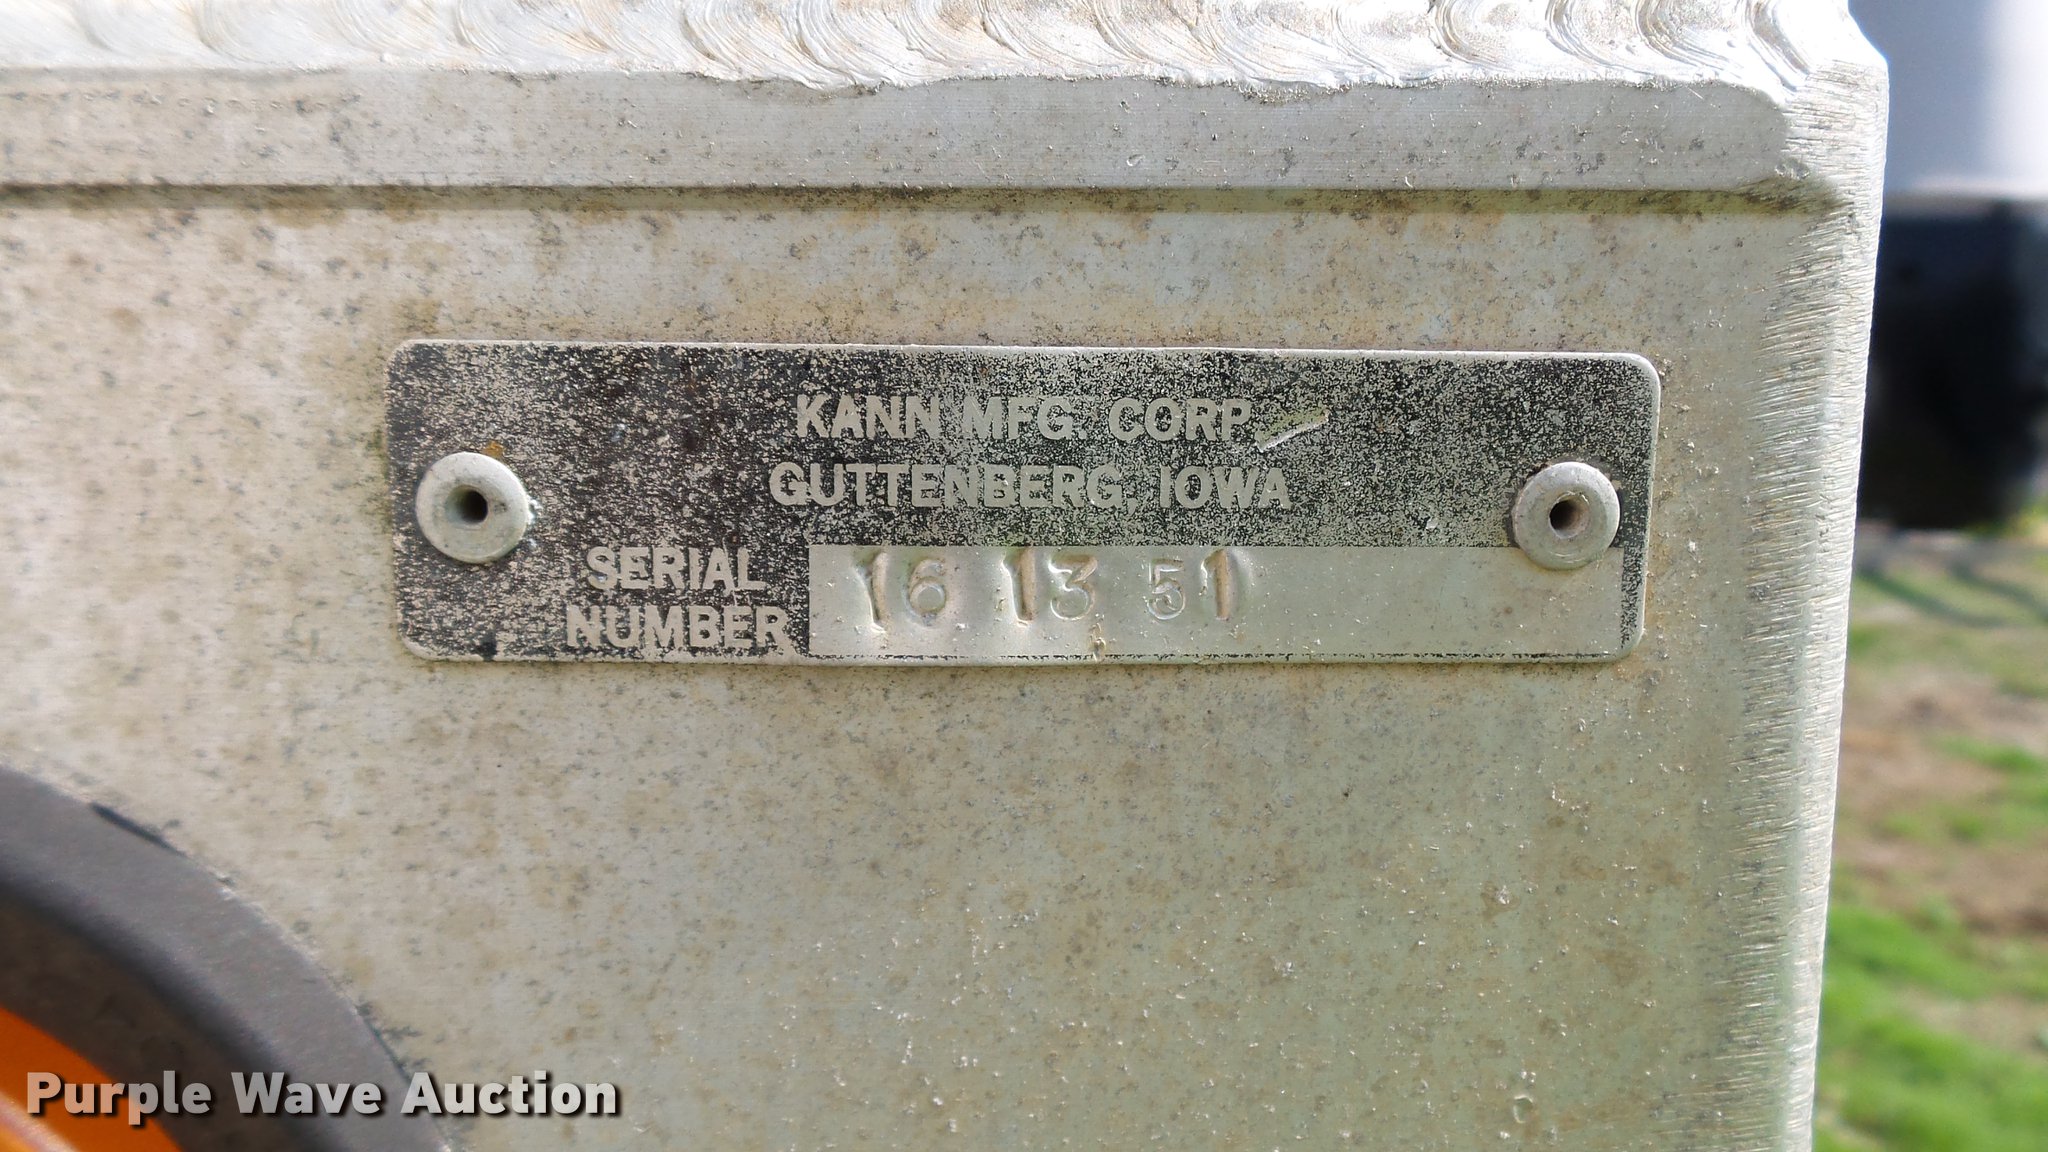 KANN MFG. CORP.
GUTTENBERG, IOWA
SERIAL NUMBER 16 13 51
Purple Wave Auction